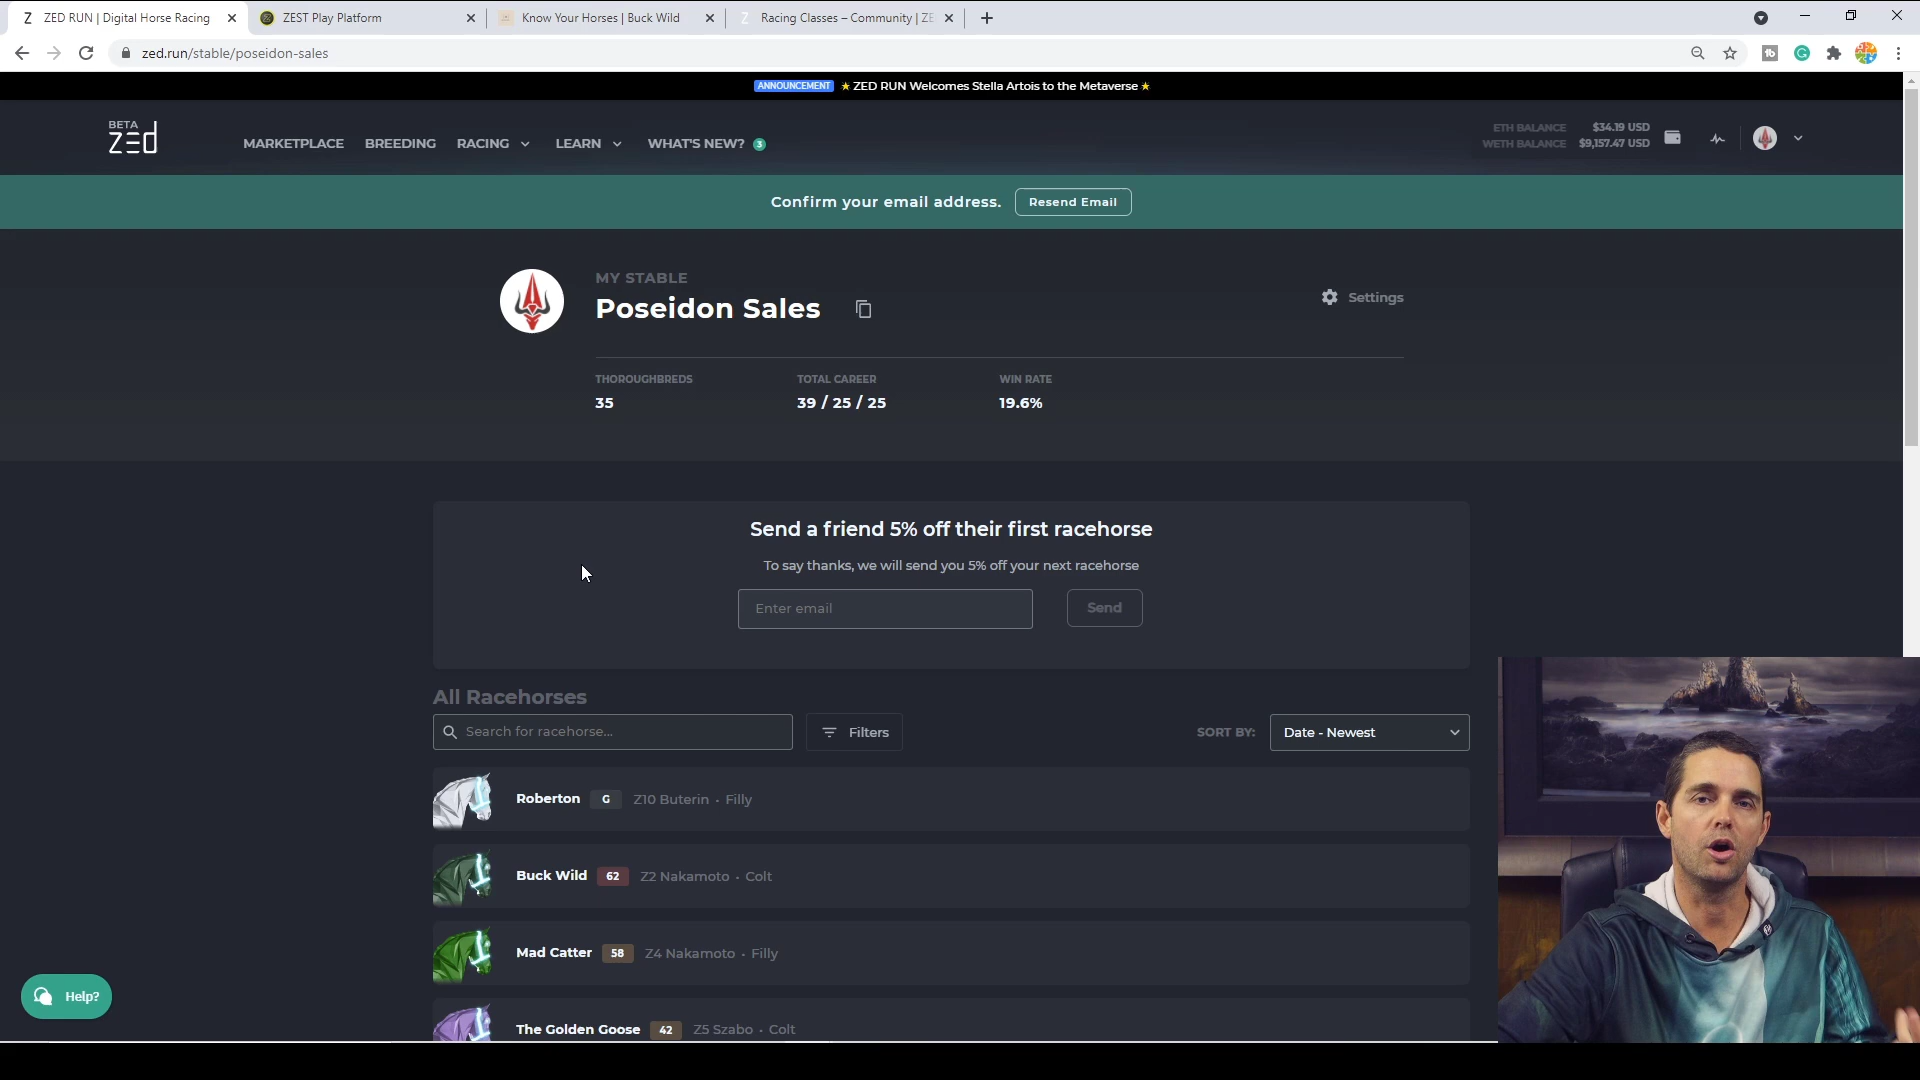 ZED RUN | Digital Horse Racing
ZEST Play Platform
Know Your Horses | Buck Wild
Racing Classes – Community | ZE
zed.run/stable/poseidon-sales
ANNOUNCEMENT ★ ZED RUN Welcomes Stella Artois to the Metaverse ★
BETA
zed
MARKETPLACE BREEDING RACING LEARN WHAT'S NEW? 3
ETH BALANCE $34.19 USD
WETH BALANCE $9,157.47 USD
Confirm your email address. Resend Email
MY STABLE
Poseidon Sales
Settings
THOROUGHBREDS TOTAL CAREER WIN RATE
35 39 / 25 / 25 19.6%
Send a friend 5% off their first racehorse
To say thanks, we will send you 5% off your next racehorse
Enter email Send
All Racehorses
Search for racehorse... Filters SORT BY: Date - Newest
Roberton G Z10 Buterin • Filly
Buck Wild 62 Z2 Nakamoto • Colt
Mad Catter 58 Z4 Nakamoto • Filly
The Golden Goose 42 Z5 Szabo • Colt
Help?